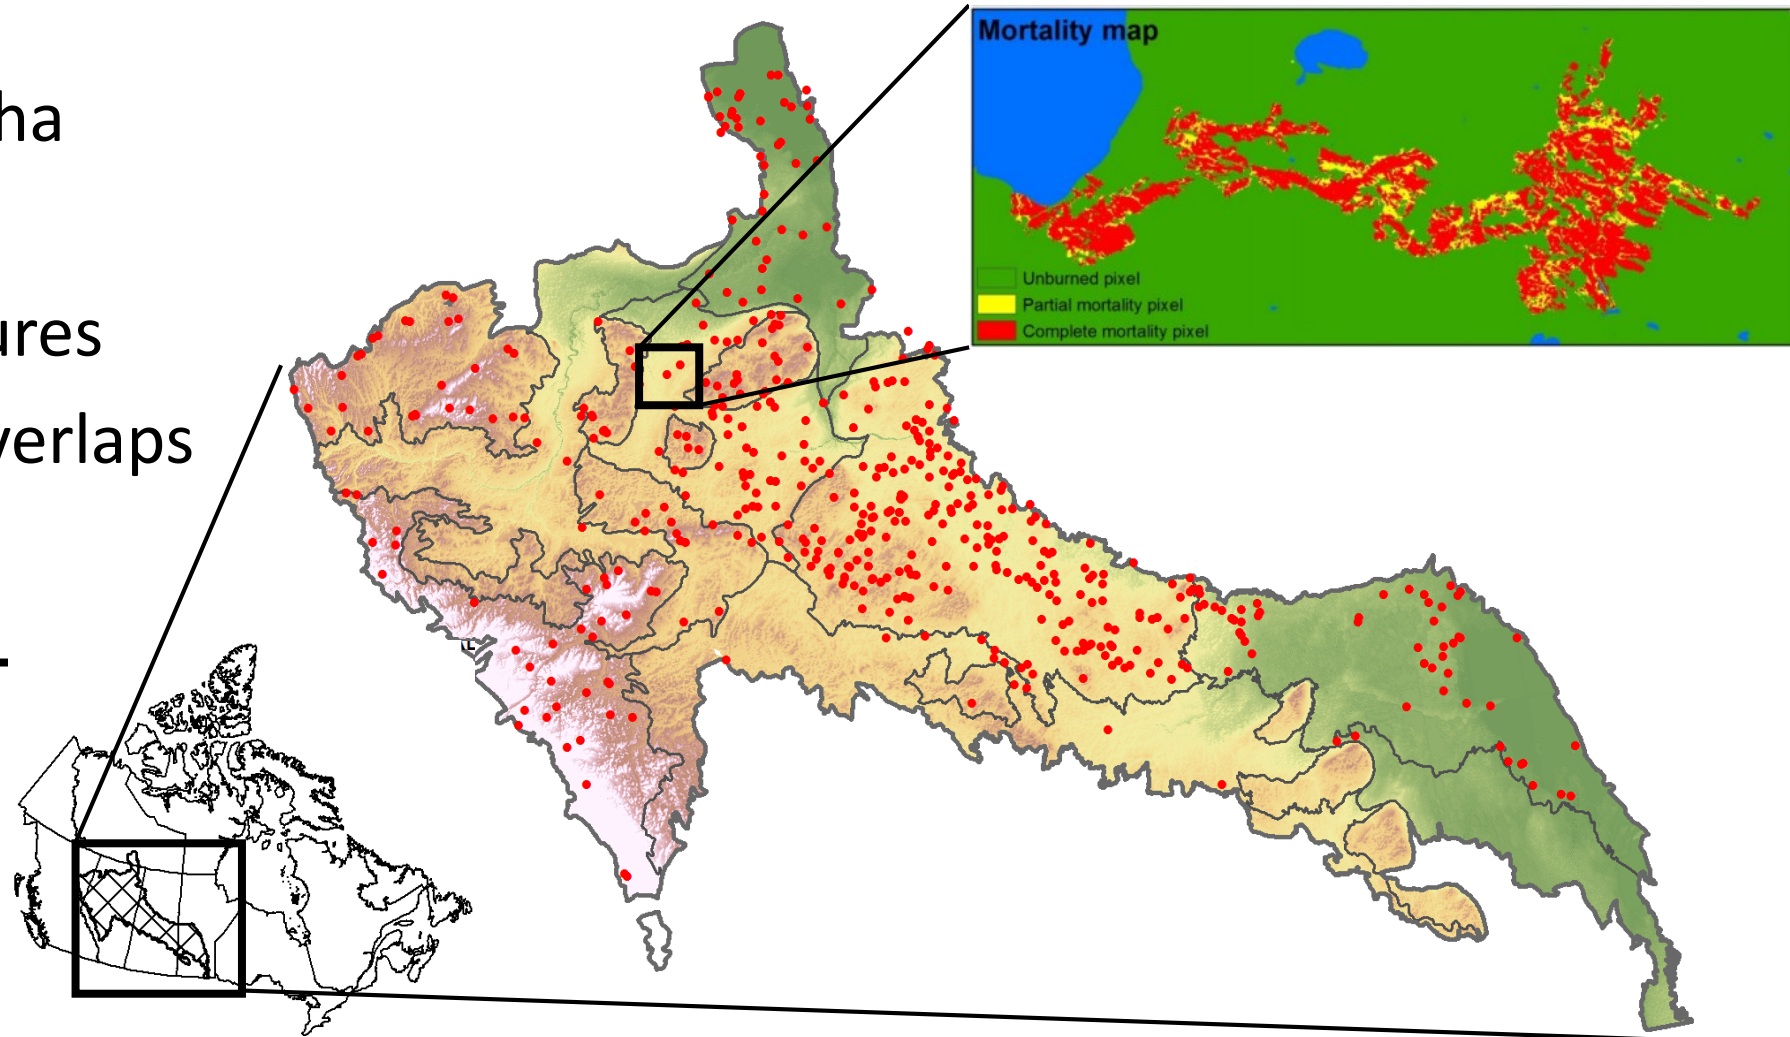 ha
ures
verlaps
Mortality map
Unburned pixel
Partial mortality pixel
Complete mortality pixel